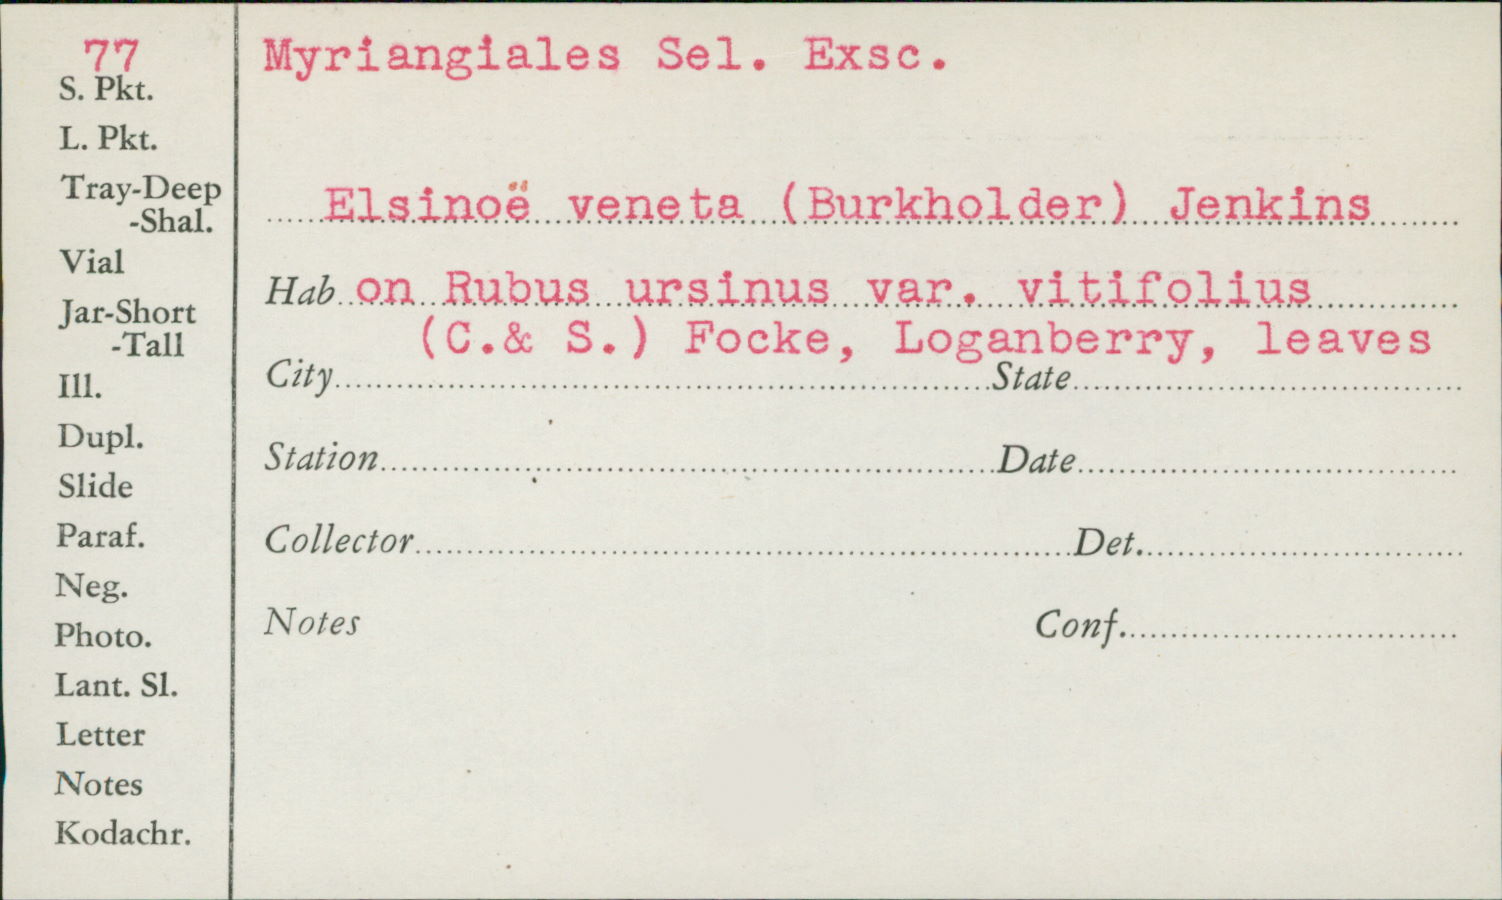 77 Myriangiales Sel. Exsc.
S. Pkt.
L. Pkt.
Tray-Deep
-Shal.
Vial
Jar-Short
-Tall
Ill.
Dupl.
Slide
Paraf.
Neg.
Photo.
Lant. Sl.
Letter
Notes
Kodachr.
Elsinoë veneta (Burkholder) Jenkins
Hab on Rubus ursinus var. vitifolius
(C.& S.) Focke, Loganberry, leaves
City State
Station Date
Collector Det.
Notes Conf.